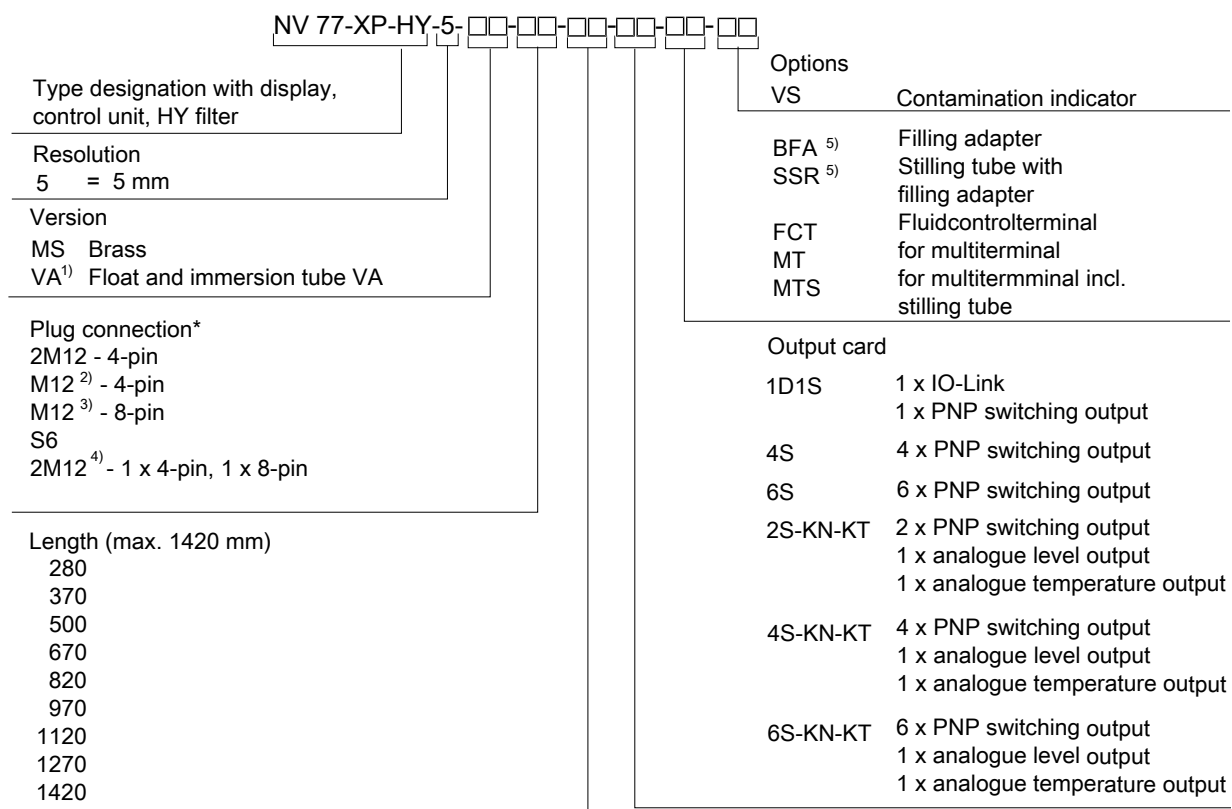 NV 77-XP-HY-5-□□-□□-□□-□□-□□-□□
Type designation with display,
control unit, HY filter
Resolution
5 = 5 mm
Version
MS Brass
VA1) Float and immersion tube VA
Plug connection*
2M12 - 4-pin
M12 2) - 4-pin
M12 3) - 8-pin
S6
2M12 4) - 1 x 4-pin, 1 x 8-pin
Length (max. 1420 mm)
280
370
500
670
820
970
1120
1270
1420
Options
VS Contamination indicator
BFA 5) Filling adapter
SSR 5) Stilling tube with
filling adapter
FCT Fluidcontrolterminal
MT for multiterminal
MTS for multitermminal incl.
stilling tube
Output card
1D1S 1 x IO-Link
1 x PNP switching output
4S 4 x PNP switching output
6S 6 x PNP switching output
2S-KN-KT 2 x PNP switching output
1 x analogue level output
1 x analogue temperature output
4S-KN-KT 4 x PNP switching output
1 x analogue level output
1 x analogue temperature output
6S-KN-KT 6 x PNP switching output
1 x analogue level output
1 x analogue temperature output